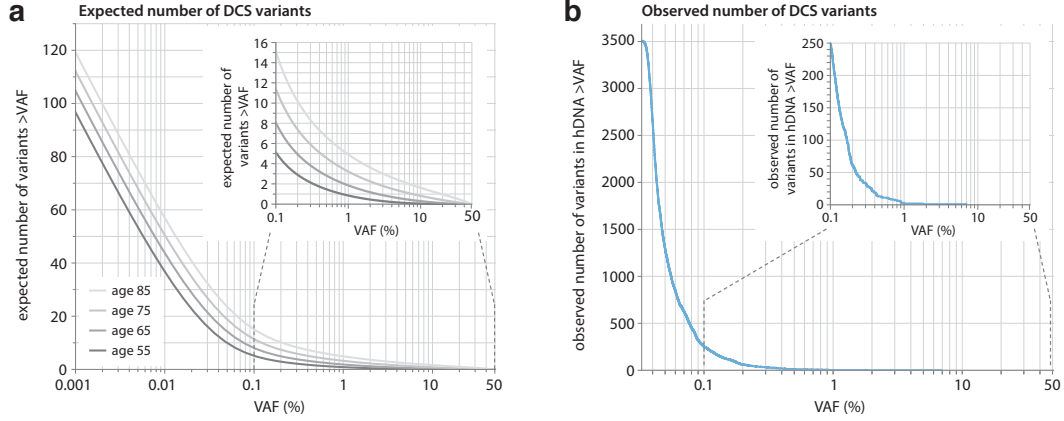 a
Expected number of DCS variants
expected number of variants >VAF
120
100
80
60
40
20
0
0.001
0.01
0.1
1
10
50
VAF (%)
age 85
age 75
age 65
age 55
expected number of
variants >VAF
16
14
12
10
8
6
4
2
0
0.1
1
10
50
VAF (%)
b
Observed number of DCS variants
observed number of variants in hDNA >VAF
3500
3000
2500
2000
1500
1000
500
0
0.1
1
10
50
VAF (%)
observed number of
variants in hDNA >VAF
250
200
150
100
50
0
0.1
1
10
50
VAF (%)